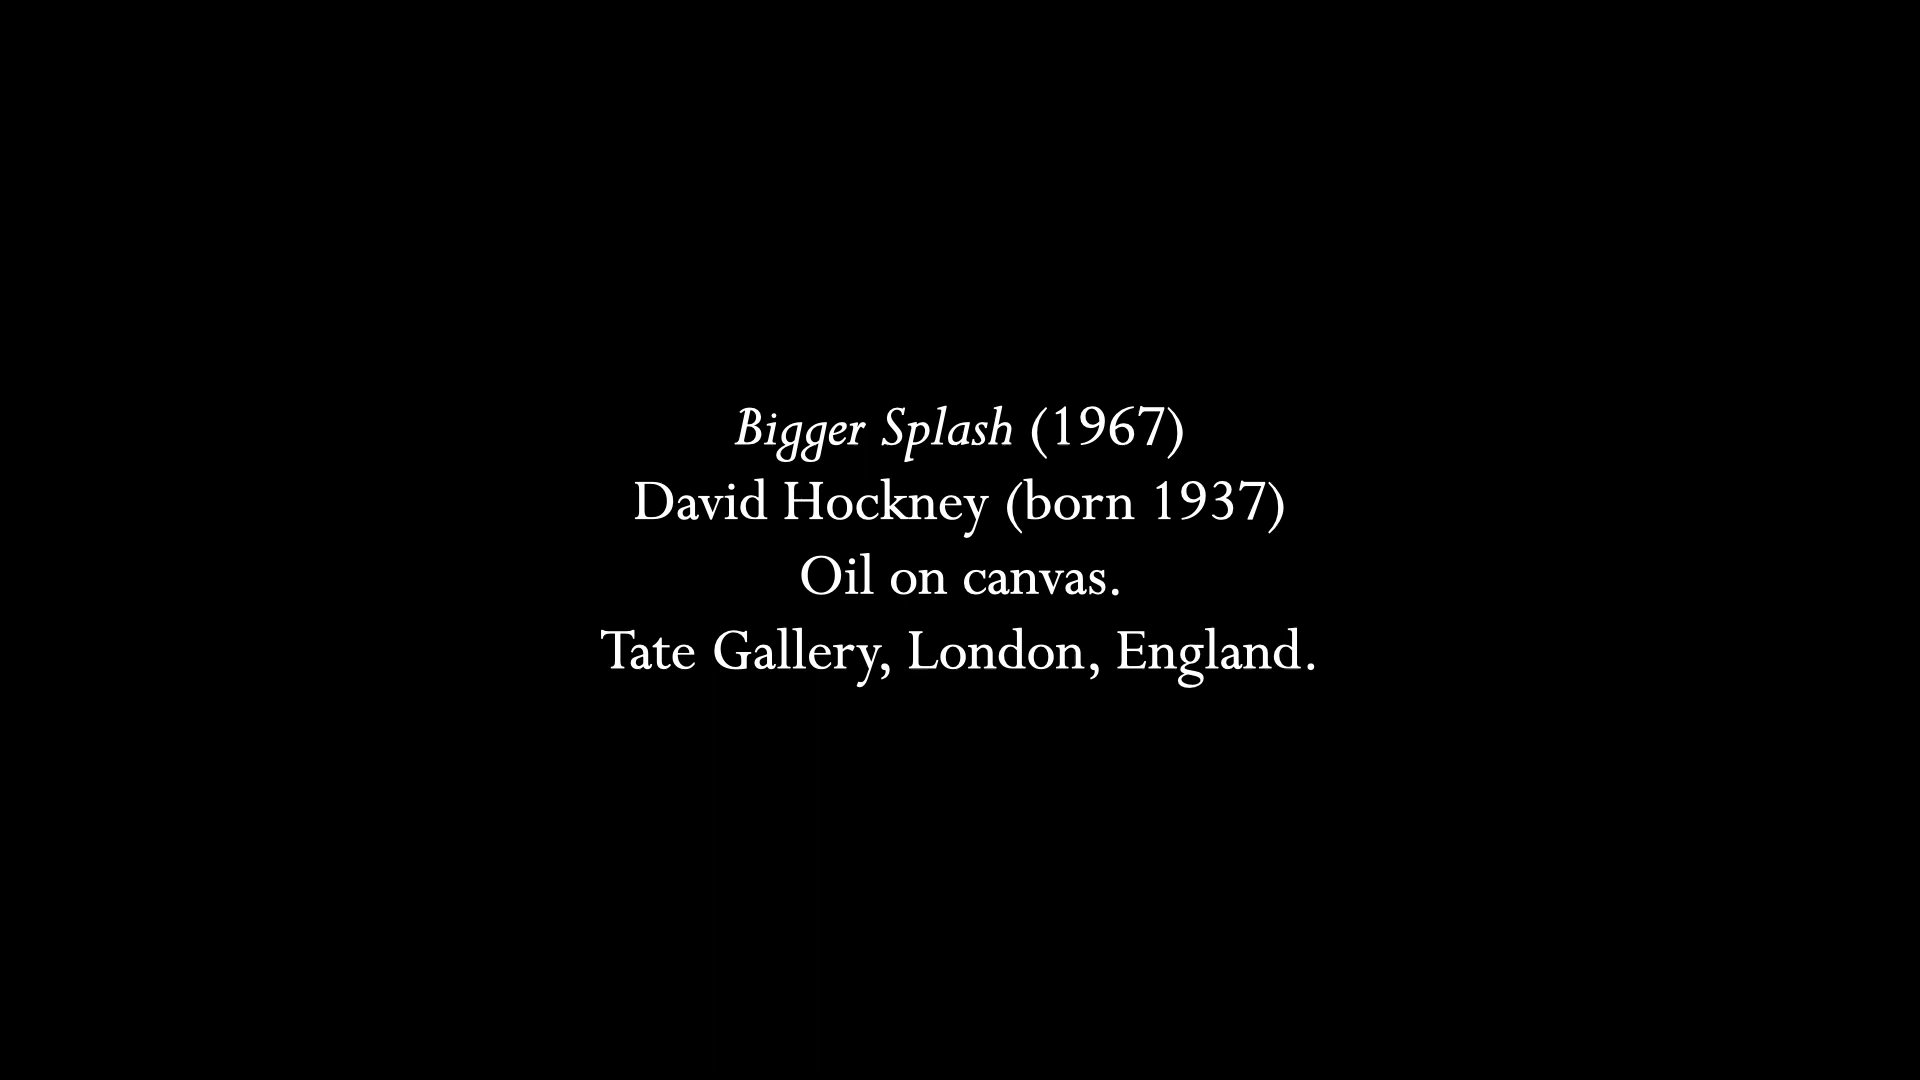 Bigger Splash (1967)
David Hockney (born 1937)
Oil on canvas.
Tate Gallery, London, England.